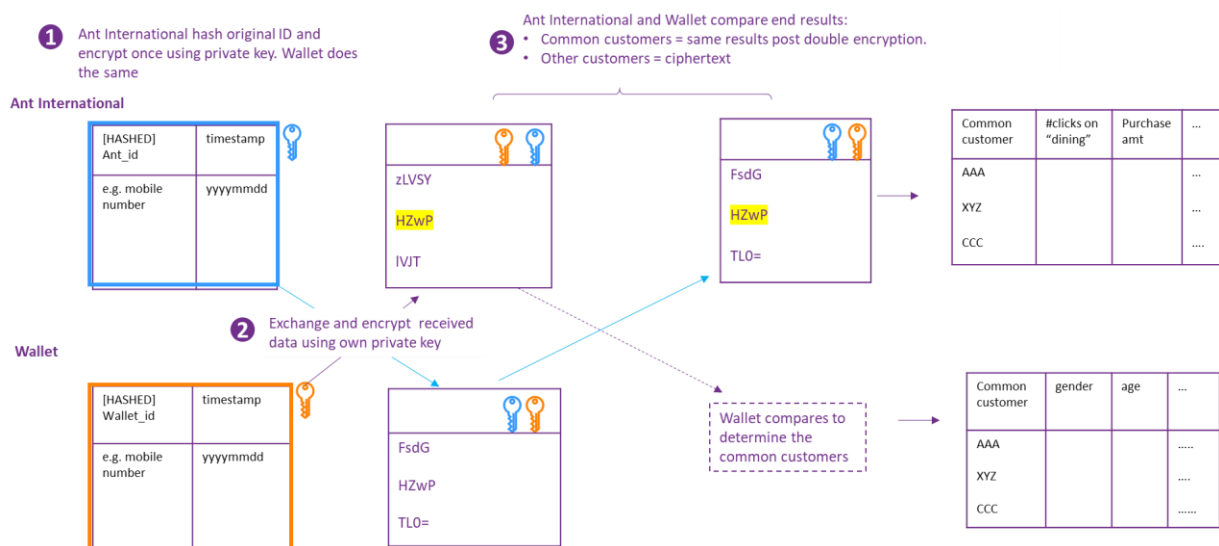 1 Ant International hash original ID and
encrypt once using private key. Wallet does
the same
Ant International and Wallet compare end results:
3
• Common customers = same results post double encryption.
• Other customers = ciphertext
Ant International
[HASHED]
Ant_id
timestamp
e.g. mobile
number
yyyymmdd
zLVSY
HZwP
lVJT
FsdG
HZwP
TL0=
Common
customer
#clicks on
“dining”
Purchase
amt
...
AAA
...
XYZ
...
CCC
....
2 Exchange and encrypt received
data using own private key
Wallet
[HASHED]
Wallet_id
timestamp
e.g. mobile
number
yyyymmdd
FsdG
HZwP
TL0=
Wallet compares to
determine the
common customers
Common
customer
gender
age
...
AAA
.....
XYZ
....
CCC
......